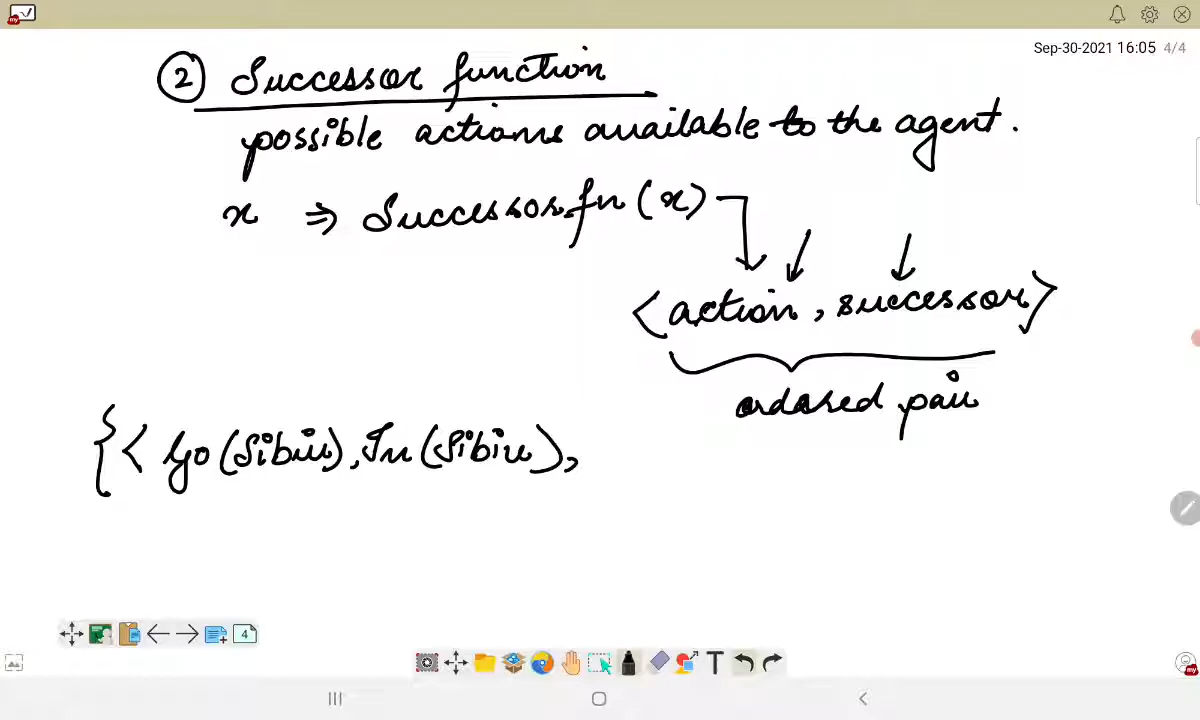 Sep-30-2021 16:05 4/4
② Successor function
possible actions available to the agent.
x ⇒ Successor.fn (x)
<action, successor>
ordered pair
{< Go(Sibiu), In(Sibiu),
4
T